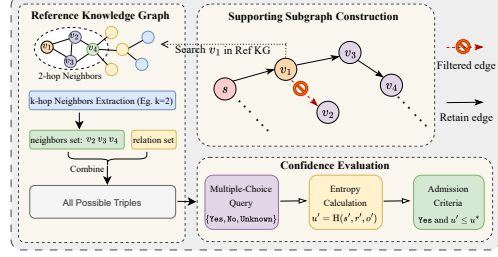 Reference Knowledge Graph
v₁
v₂
v₃
v₄
2-hop Neighbors
k-hop Neighbors Extraction (Eg. k=2)
neighbors set: v₂ v₃ v₄
relation set
Combine
All Possible Triples
Supporting Subgraph Construction
Search v₁ in Ref KG
s
v₁
v₂
v₃
v₄
Filtered edge
Retain edge
Confidence Evaluation
Multiple-Choice
Query
{Yes,No,Unknown}
Entropy
Calculation
u′ = H(s′, r′, o′)
Admission
Criteria
Yes and u′ ≤ u*